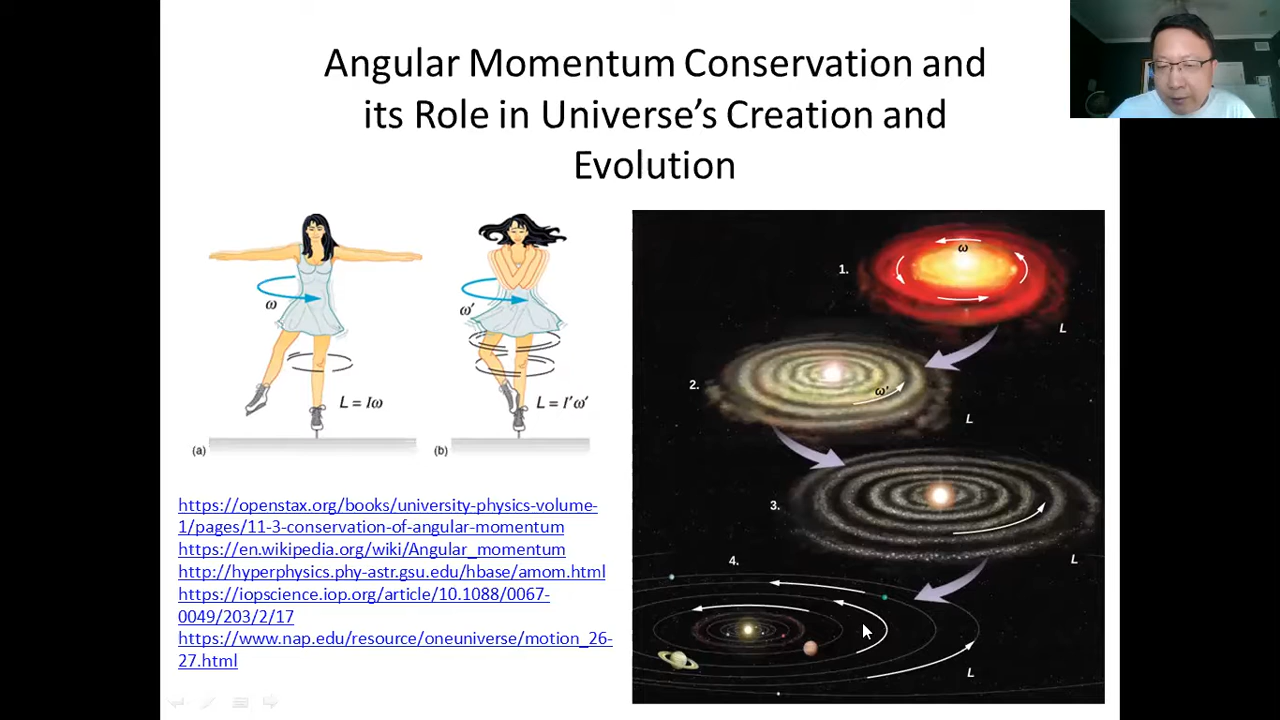 Angular Momentum Conservation and
its Role in Universe's Creation and
Evolution
ω
L = Iω
(a)
ω′
L = I′ω′
(b)
https://openstax.org/books/university-physics-volume-
1/pages/11-3-conservation-of-angular-momentum
https://en.wikipedia.org/wiki/Angular_momentum
http://hyperphysics.phy-astr.gsu.edu/hbase/amom.html
https://iopscience.iop.org/article/10.1088/0067-
0049/203/2/17
https://www.nap.edu/resource/oneuniverse/motion_26-
27.html
1.
ω
L
2.
ω′
L
3.
L
4.
L